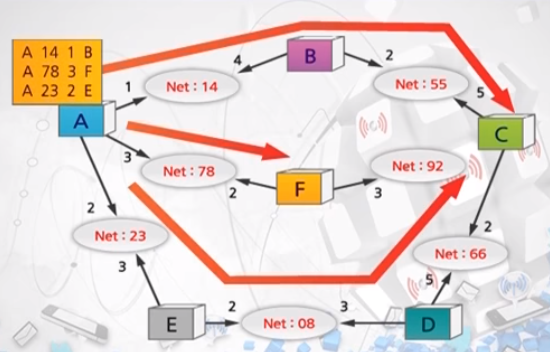 A 14 1 B
A 78 3 F
A 23 2 E
A
B
C
F
E
D
Net : 14
Net : 55
Net : 78
Net : 92
Net : 23
Net : 66
Net : 08
1
4
2
5
3
2
3
2
2
3
5
2
3